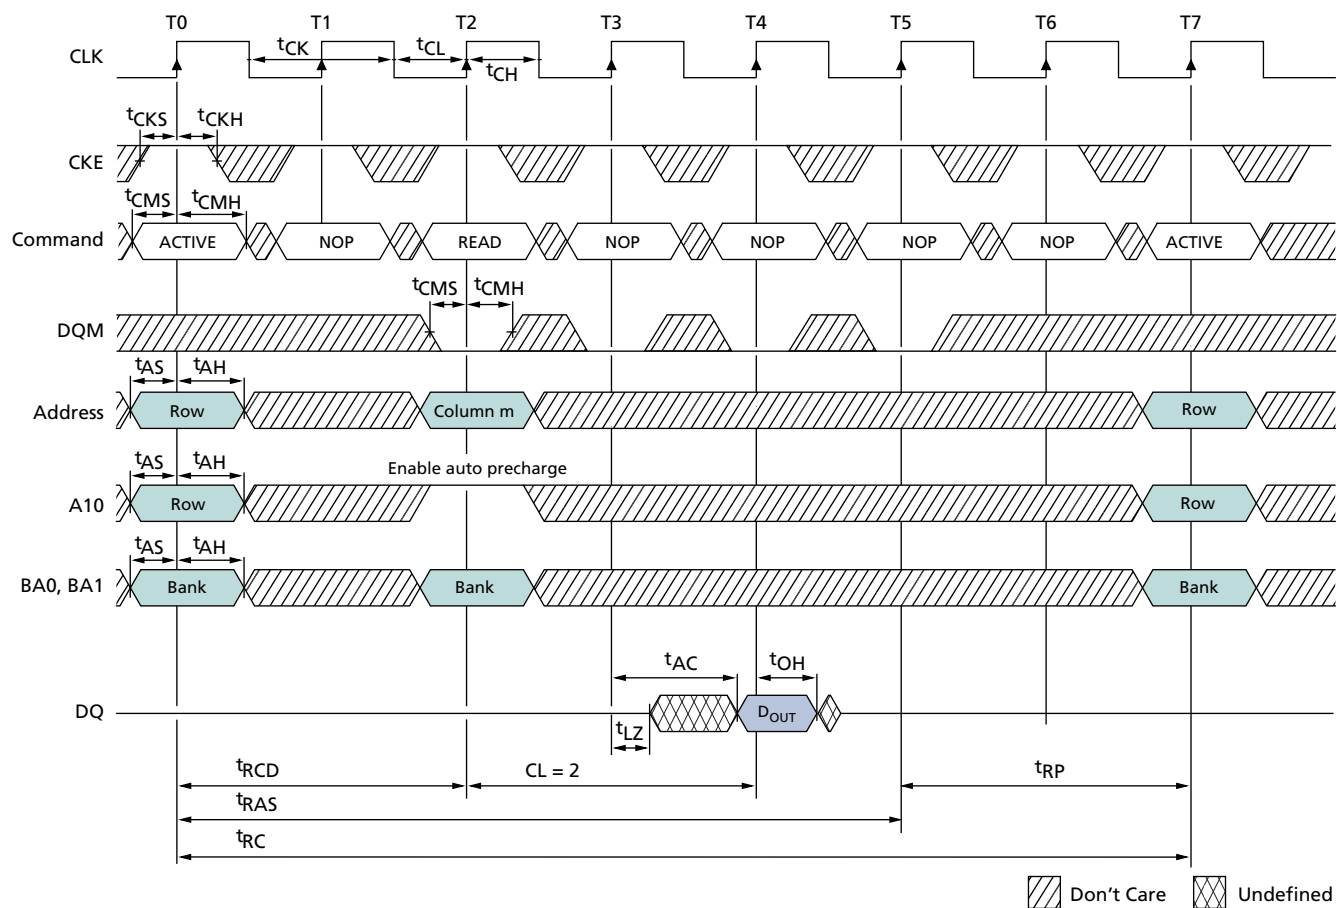 T0 T1 T2 T3 T4 T5 T6 T7
CLK
tCK tCL
tCH
tCKS tCKH
CKE
tCMS tCMH
Command ACTIVE NOP READ NOP NOP NOP NOP ACTIVE
tCMS tCMH
DQM
tAS tAH
Address Row Column m Row
tAS tAH Enable auto precharge
A10 Row Row
tAS tAH
BA0, BA1 Bank Bank Bank
tAC tOH
DQ DOUT
tLZ
tRCD CL = 2 tRP
tRAS
tRC
Don't Care Undefined